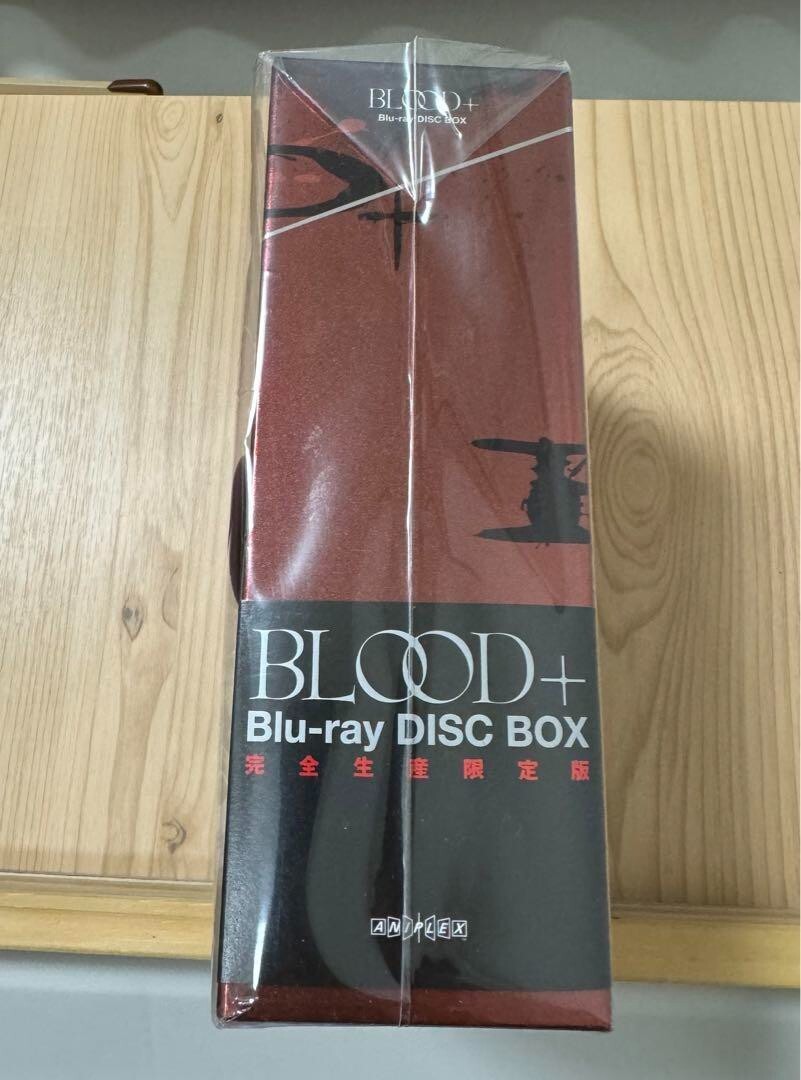 BLOOD+
Blu-ray DISC BOX
BLOOD+
Blu-ray DISC BOX
完全生産限定版
ANIPLEX